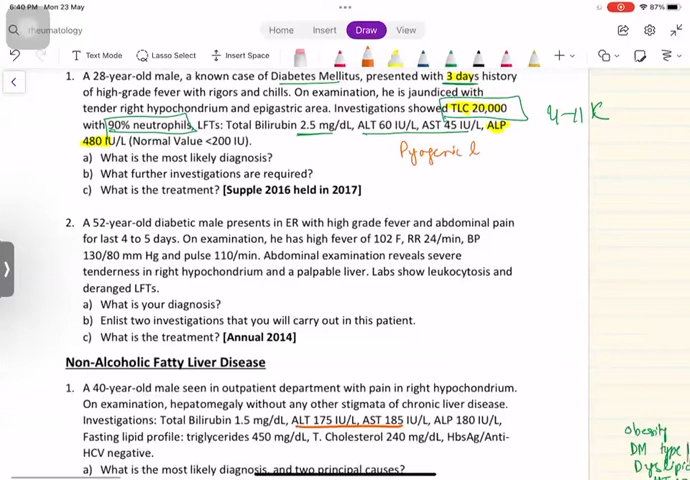 6:40 PM Mon 23 May
87%
rheumatology
Home Insert Draw View
Text Mode Lasso Select Insert Space
1. A 28-year-old male, a known case of Diabetes Mellitus, presented with 3 days history
of high-grade fever with rigors and chills. On examination, he is jaundiced with
tender right hypochondrium and epigastric area. Investigations showed TLC 20,000
4-11 K
with 90% neutrophils, LFTs: Total Bilirubin 2.5 mg/dL, ALT 60 IU/L, AST 45 IU/L, ALP
480 IU/L (Normal Value <200 IU).
Pyogenic l
a) What is the most likely diagnosis?
b) What further investigations are required?
c) What is the treatment? [Supple 2016 held in 2017]
2. A 52-year-old diabetic male presents in ER with high grade fever and abdominal pain
for last 4 to 5 days. On examination, he has high fever of 102 F, RR 24/min, BP
130/80 mm Hg and pulse 110/min. Abdominal examination reveals severe
tenderness in right hypochondrium and a palpable liver. Labs show leukocytosis and
deranged LFTs.
a) What is your diagnosis?
b) Enlist two investigations that you will carry out in this patient.
c) What is the treatment? [Annual 2014]
Non-Alcoholic Fatty Liver Disease
1. A 40-year-old male seen in outpatient department with pain in right hypochondrium.
On examination, hepatomegaly without any other stigmata of chronic liver disease.
Investigations: Total Bilirubin 1.5 mg/dL, ALT 175 IU/L, AST 185 IU/L, ALP 180 IU/L,
Fasting lipid profile: triglycerides 450 mg/dL, T. Cholesterol 240 mg/dL, HbsAg/Anti-
HCV negative.
a) What is the most likely diagnosis, and two principal causes?
obesity
DM type
Dyslipid